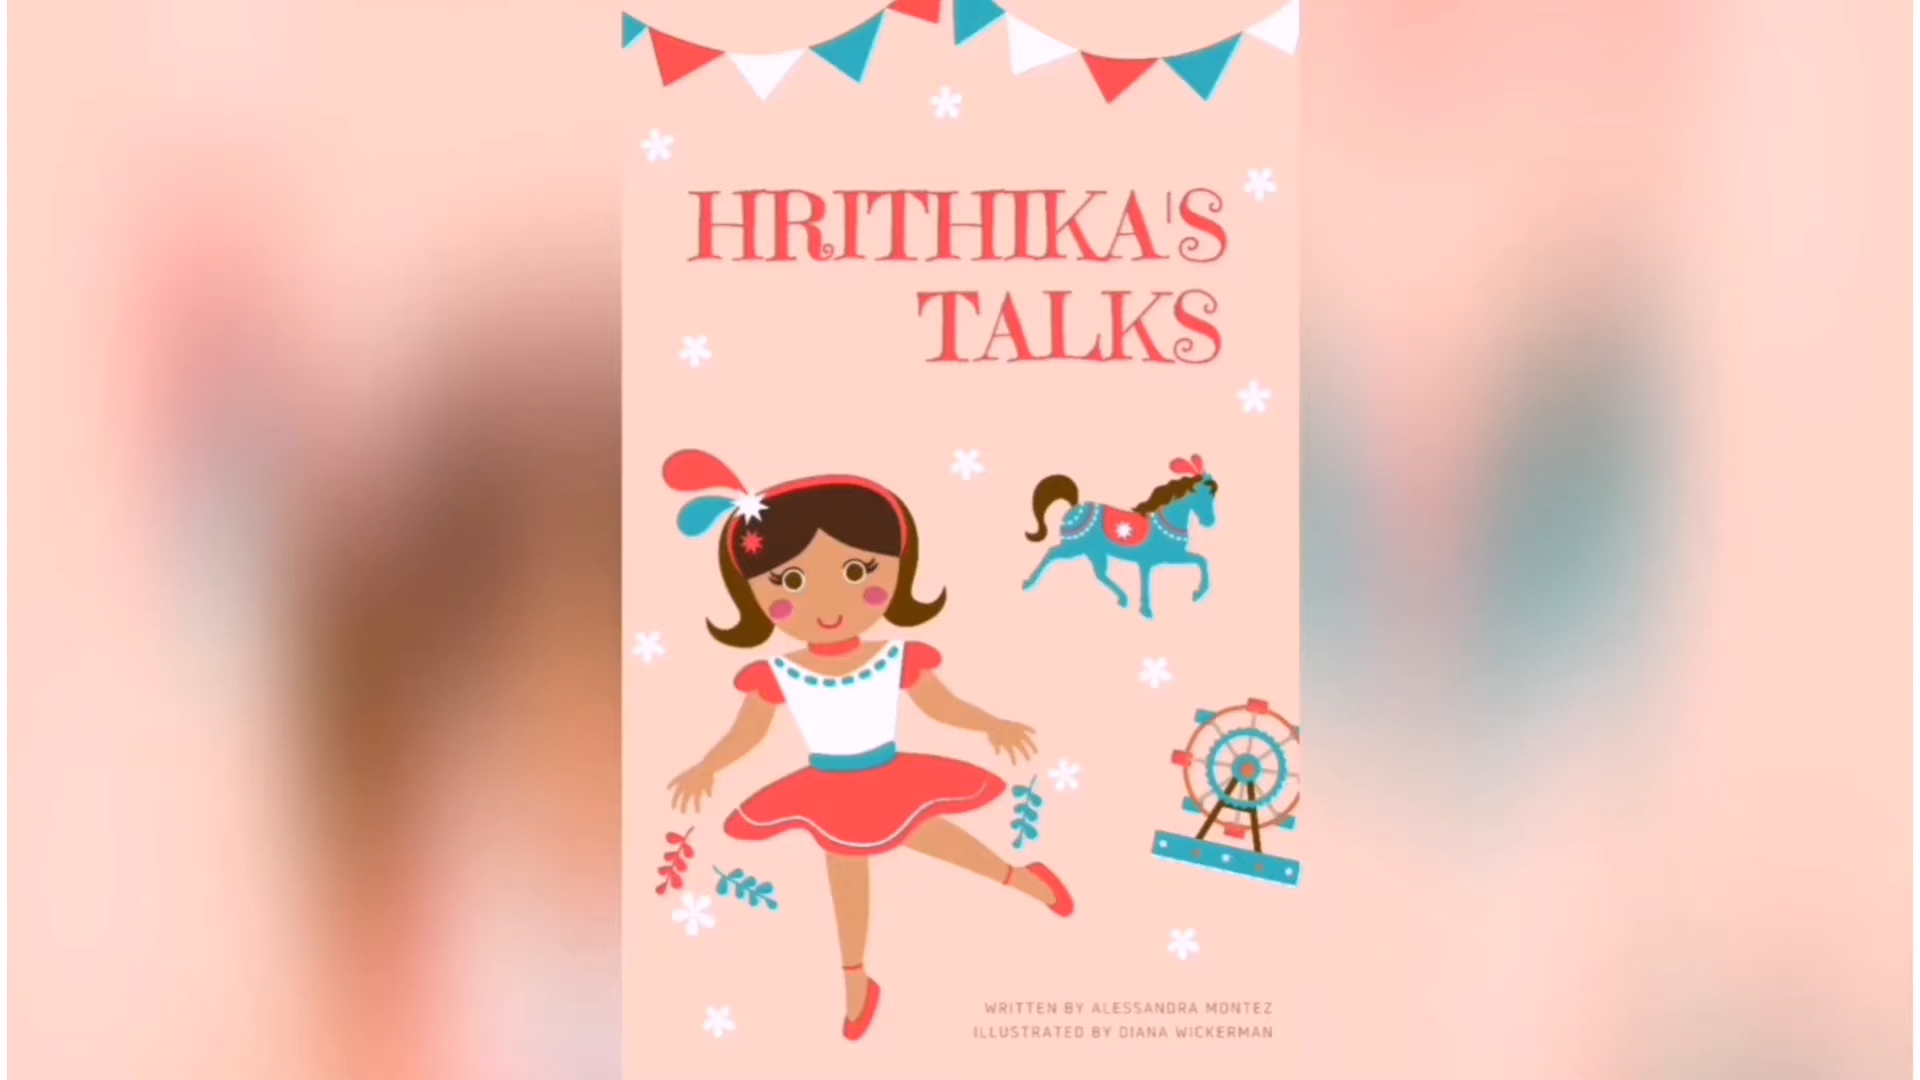 HRITHIKA'S
TALKS
WRITTEN BY ALESSANDRA MONTEZ
ILLUSTRATED BY DIANA WICKERMAN